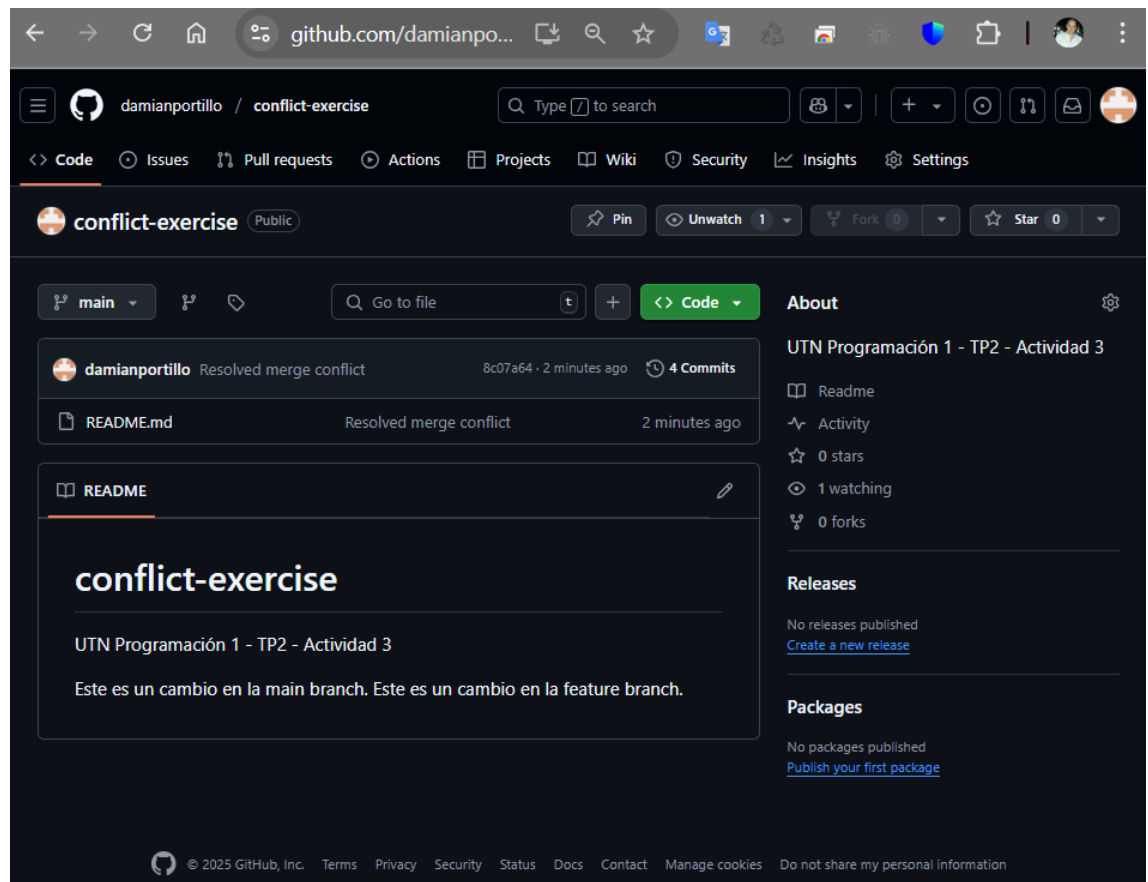 github.com/damianpo...
damianportillo / conflict-exercise
Type / to search
Code Issues Pull requests Actions Projects Wiki Security Insights Settings
conflict-exercise Public
Pin Unwatch 1 Fork 0 Star 0
main Go to file t Code
damianportillo Resolved merge conflict 8c07a64 · 2 minutes ago 4 Commits
README.md Resolved merge conflict 2 minutes ago
README
conflict-exercise
UTN Programación 1 - TP2 - Actividad 3
Este es un cambio en la main branch. Este es un cambio en la feature branch.
About
UTN Programación 1 - TP2 - Actividad 3
Readme
Activity
0 stars
1 watching
0 forks
Releases
No releases published
Create a new release
Packages
No packages published
Publish your first package
© 2025 GitHub, Inc. Terms Privacy Security Status Docs Contact Manage cookies Do not share my personal information